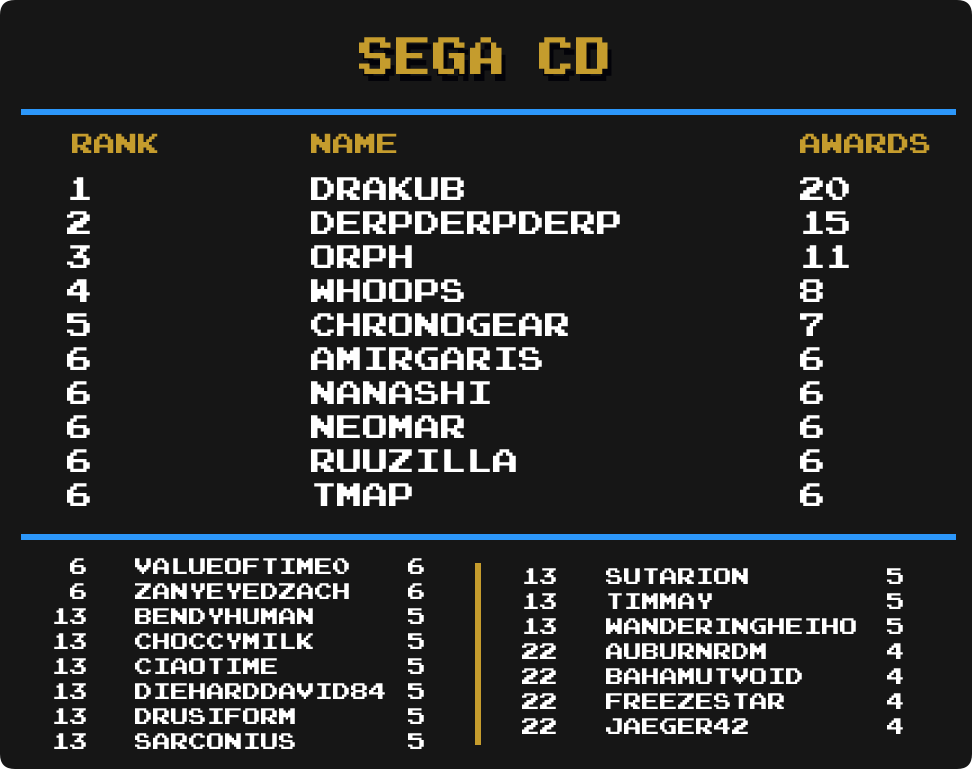 SEGA CD
RANK NAME AWARDS
1 DRAKUB 20
2 DERPDERPDERP 15
3 ORPH 11
4 WHOOPS 8
5 CHRONOGEAR 7
6 AMIRGARIS 6
6 NANASHI 6
6 NEOMAR 6
6 RUUZILLA 6
6 TMAP 6
6 VALUEOFTIME0 6
6 ZANYEYEDZACH 6
13 BENDYHUMAN 5
13 CHOCCYMILK 5
13 CIAOTIME 5
13 DIEHARDDAVID84 5
13 DRUSIFORM 5
13 SARCONIUS 5
13 SUTARION 5
13 TIMMAY 5
13 WANDERINGHEIHO 5
22 AUBURNRDM 4
22 BAHAMUTVOID 4
22 FREEZESTAR 4
22 JAEGER42 4